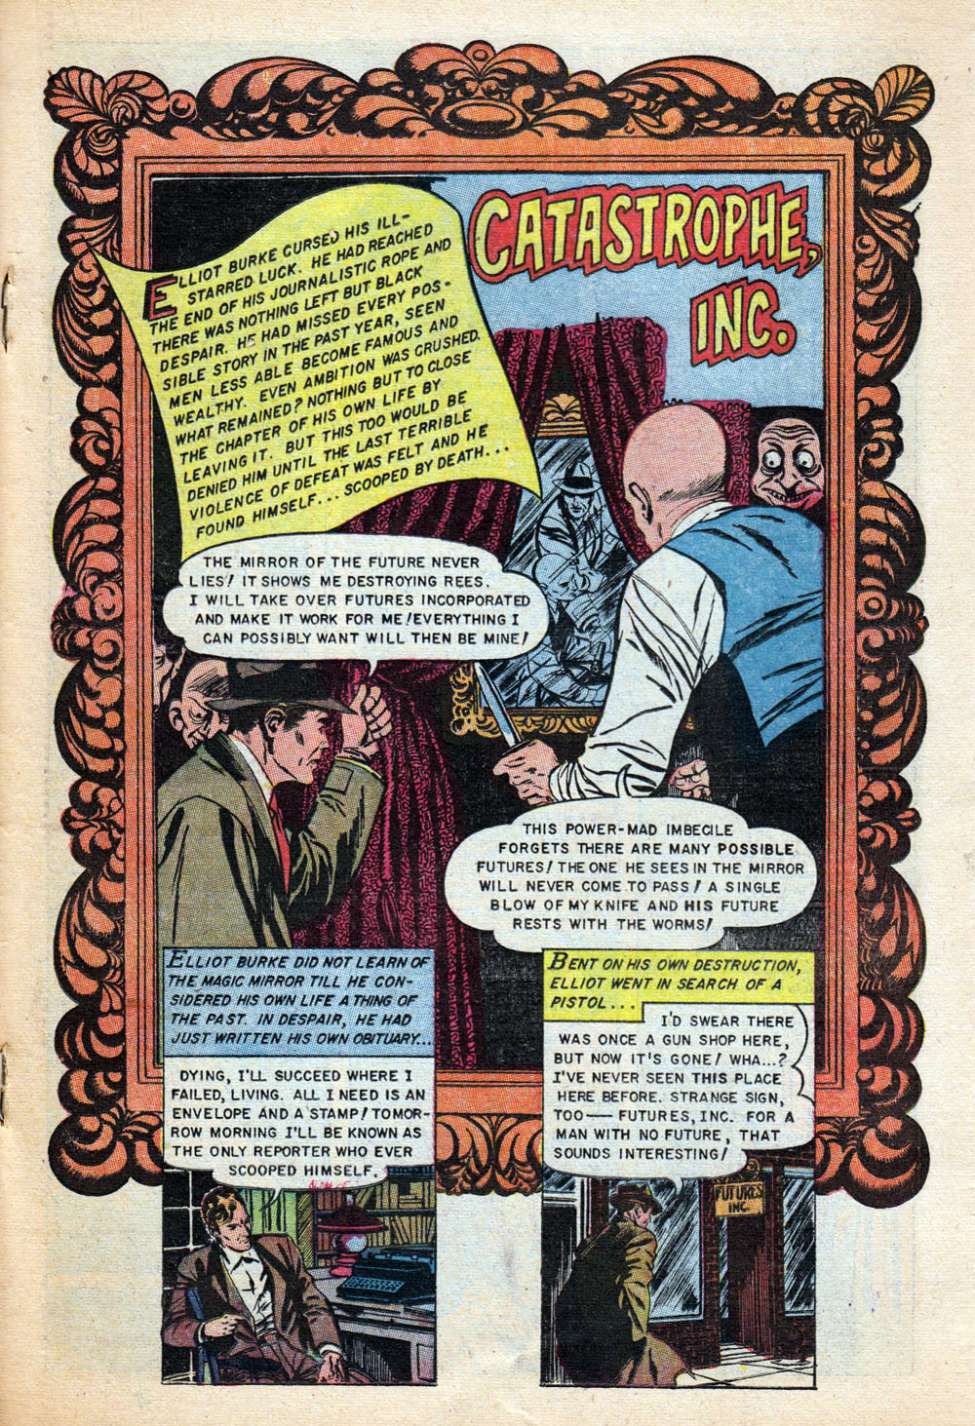 CATASTROPHE,
INC.
ELLIOT BURKE CURSED HIS ILL-
STARRED LUCK. HE HAD REACHED
THE END OF HIS JOURNALISTIC ROPE AND
THERE WAS NOTHING LEFT BUT BLACK
DESPAIR. HE HAD MISSED EVERY POS-
SIBLE STORY IN THE PAST YEAR, SEEN
MEN LESS ABLE BECOME FAMOUS AND
WEALTHY. EVEN AMBITION WAS CRUSHED.
WHAT REMAINED? NOTHING BUT TO CLOSE
THE CHAPTER OF HIS OWN LIFE BY
LEAVING IT. BUT THIS TOO WOULD BE
DENIED HIM UNTIL THE LAST TERRIBLE
VIOLENCE OF DEFEAT WAS FELT AND HE
FOUND HIMSELF... SCOOPED BY DEATH...
THE MIRROR OF THE FUTURE NEVER
LIES! IT SHOWS ME DESTROYING REES.
I WILL TAKE OVER FUTURES INCORPORATED
AND MAKE IT WORK FOR ME! EVERYTHING I
CAN POSSIBLY WANT WILL THEN BE MINE!
THIS POWER-MAD IMBECILE
FORGETS THERE ARE MANY POSSIBLE
FUTURES! THE ONE HE SEES IN THE MIRROR
WILL NEVER COME TO PASS! A SINGLE
BLOW OF MY KNIFE AND HIS FUTURE
RESTS WITH THE WORMS!
ELLIOT BURKE DID NOT LEARN OF
THE MAGIC MIRROR TILL HE CON-
SIDERED HIS OWN LIFE A THING OF
THE PAST. IN DESPAIR, HE HAD
JUST WRITTEN HIS OWN OBITUARY...
DYING, I'LL SUCCEED WHERE I
FAILED, LIVING. ALL I NEED IS AN
ENVELOPE AND A STAMP! TOMOR-
ROW MORNING I'LL BE KNOWN AS
THE ONLY REPORTER WHO EVER
SCOOPED HIMSELF.
BENT ON HIS OWN DESTRUCTION,
ELLIOT WENT IN SEARCH OF A
PISTOL...
I'D SWEAR THERE
WAS ONCE A GUN SHOP HERE,
BUT NOW IT'S GONE! WHA...?
I'VE NEVER SEEN THIS PLACE
HERE BEFORE. STRANGE SIGN,
TOO — FUTURES, INC. FOR A
MAN WITH NO FUTURE, THAT
SOUNDS INTERESTING!
FUTURES
INC.